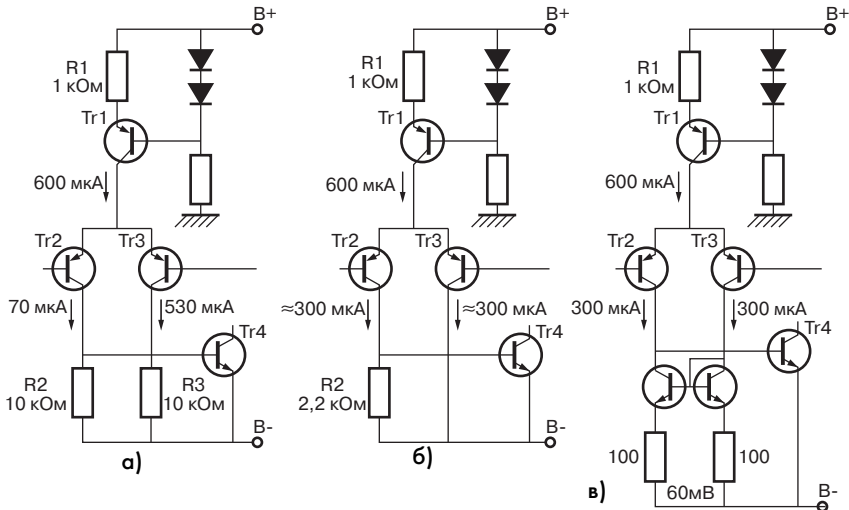 B+
R1
1 кОм
Tr1
600 мкА
Tr2
Tr3
70 мкА
530 мкА
Tr4
R2
10 кОм
R3
10 кОм
B-
а)
B+
R1
1 кОм
Tr1
600 мкА
Tr2
Tr3
≈300 мкА
≈300 мкА
Tr4
R2
2,2 кОм
B-
б)
B+
R1
1 кОм
Tr1
600 мкА
Tr2
Tr3
300 мкА
300 мкА
Tr4
100
100
60мВ
B-
в)